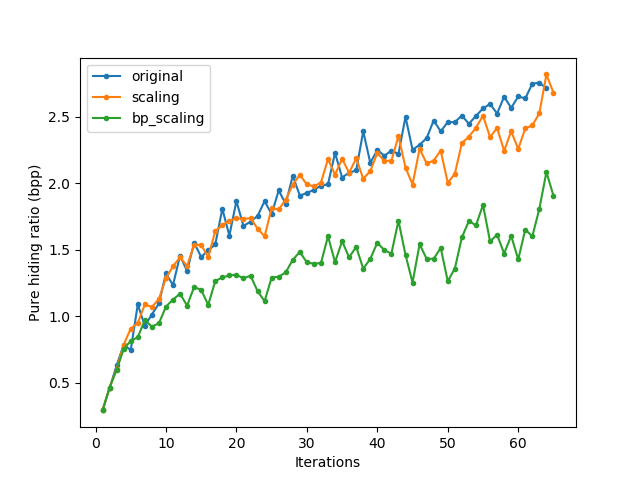 original
scaling
bp_scaling
2.5
2.0
1.5
1.0
0.5
Pure hiding ratio (bpp)
0 10 20 30 40 50 60
Iterations